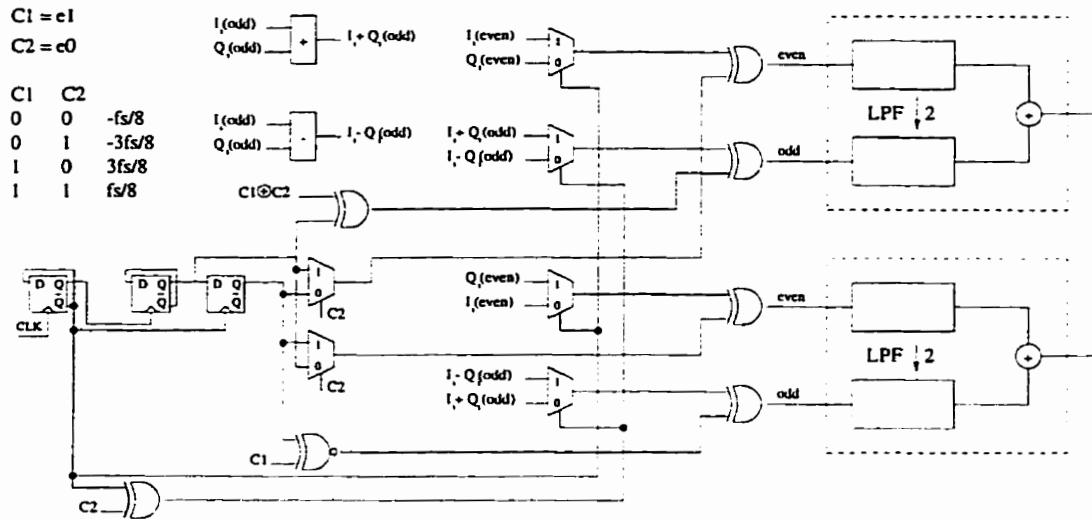 C1 = e1
C2 = e0
C1 C2
0 0 -fs/8
0 1 -3fs/8
1 0 3fs/8
1 1 fs/8
I,(odd)
Q,(odd)
+
I, + Q,(odd)
I,(odd)
Q,(odd)
-
I, - Q,(odd)
I,(even)
Q,(even)
1
0
even
I, + Q,(odd)
I, - Q,(odd)
1
0
odd
LPF ↓ 2
+
C1⊕C2
D Q
Q
CLK
D Q
Q
D Q
Q
1
0
C2
1
0
C2
Q,(even)
I,(even)
1
0
even
I, - Q,(odd)
I, + Q,(odd)
1
0
odd
LPF ↓ 2
+
C1
C2